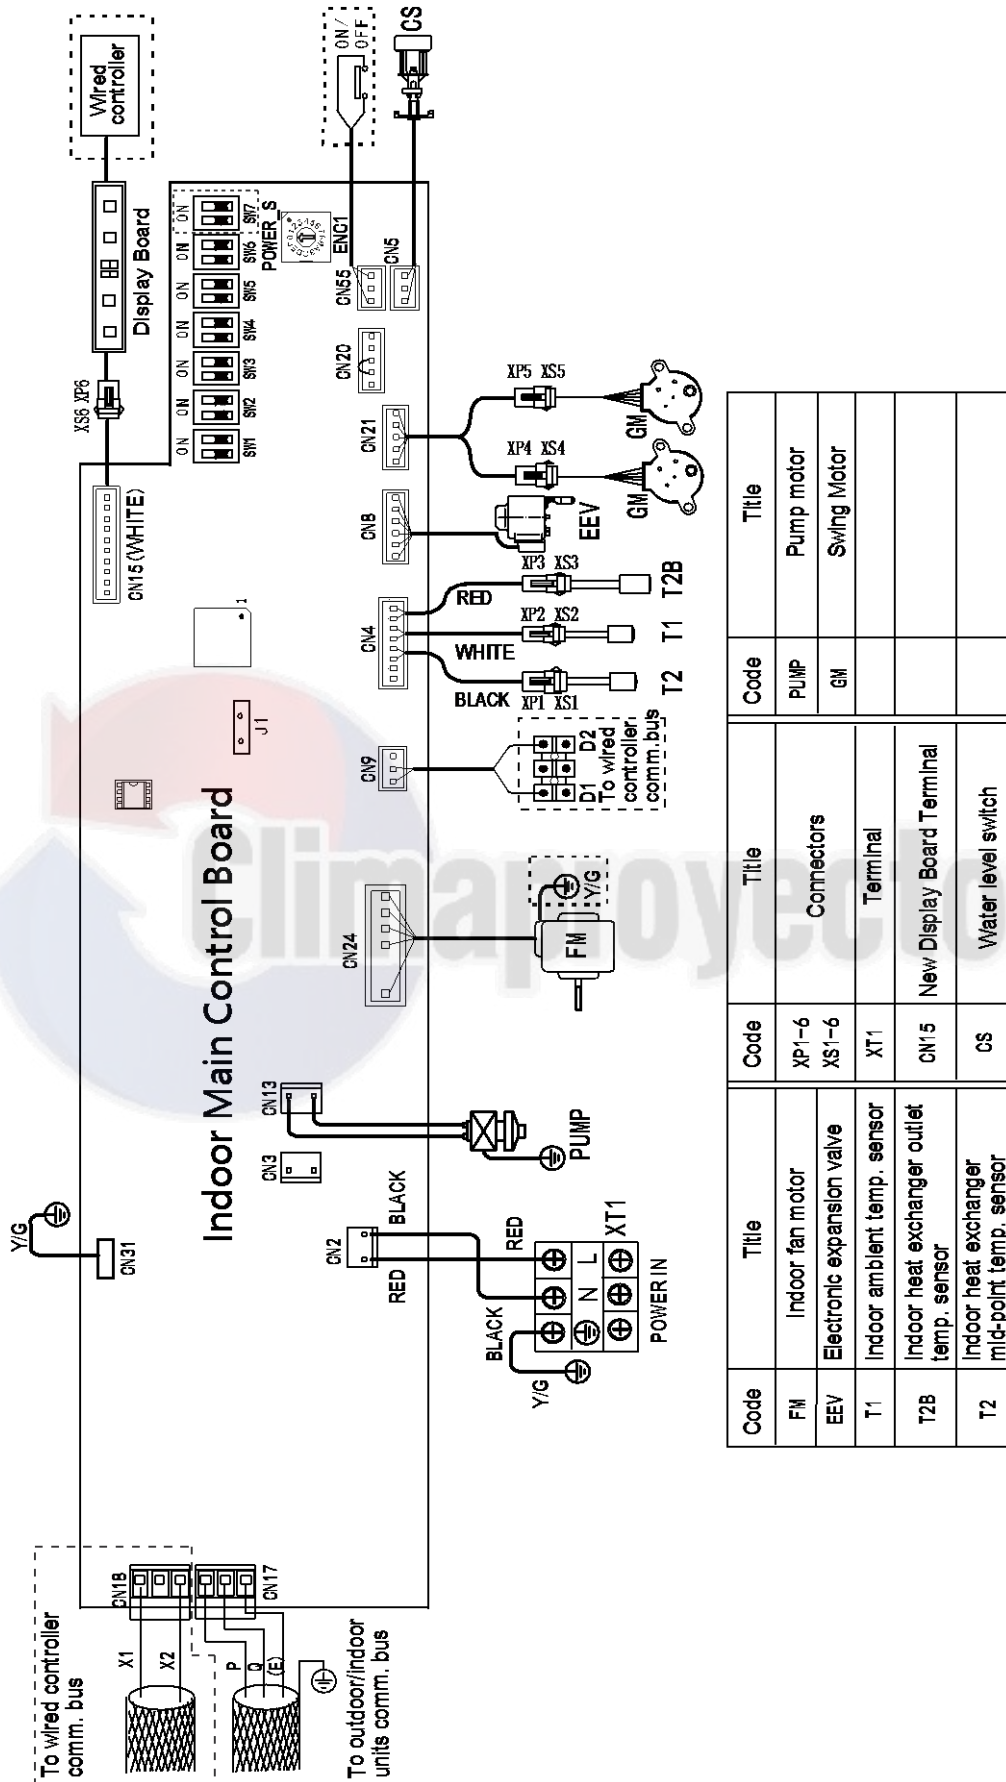 To wired controller
comm. bus
X1
X2
CN18
P
Q
(E)
CN17
To outdoor/indoor
units comm. bus
Y/G
CN31
Indoor Main Control Board
J1
1
CN15(WHITE)
XS6 XP6
Display Board
Wired
controller
ON
ON
ON
ON
ON
ON
ON
SW1
SW2
SW3
SW4
SW5
SW6
SW7
POWER_S
ENC1
ON/
OFF
CS
CN2
RED
BLACK
CN3
CN13
CN24
CN9
CN4
CN8
CN21
CN20
CN55
CN5
Y/G
BLACK
RED
N
L
XT1
POWER IN
PUMP
FM
Y/G
D1
D2
To wired
controller
comm.bus
BLACK
WHITE
RED
XP1 XS1
XP2 XS2
XP3 XS3
T2
T1
T2B
EEV
XP4 XS4
XP5 XS5
GM
GM
Climaproyecto
Code Title Code Title Code Title
FM Indoor fan motor XP1-6 Connectors PUMP Pump motor
EEV Electronic expansion valve XS1-6 GM Swing Motor
T1 Indoor ambient temp. sensor XT1 Terminal
T2B Indoor heat exchanger outlet
temp. sensor CN15 New Display Board Terminal
T2 Indoor heat exchanger
mid-point temp. sensor CS Water level switch